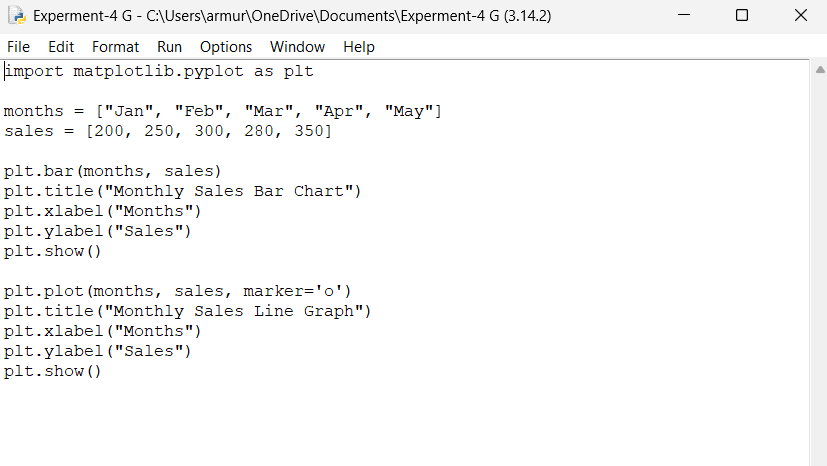 Experment-4 G - C:\Users\armur\OneDrive\Documents\Experment-4 G (3.14.2)
File Edit Format Run Options Window Help
import matplotlib.pyplot as plt

months = ["Jan", "Feb", "Mar", "Apr", "May"]
sales = [200, 250, 300, 280, 350]

plt.bar(months, sales)
plt.title("Monthly Sales Bar Chart")
plt.xlabel("Months")
plt.ylabel("Sales")
plt.show()

plt.plot(months, sales, marker='o')
plt.title("Monthly Sales Line Graph")
plt.xlabel("Months")
plt.ylabel("Sales")
plt.show()